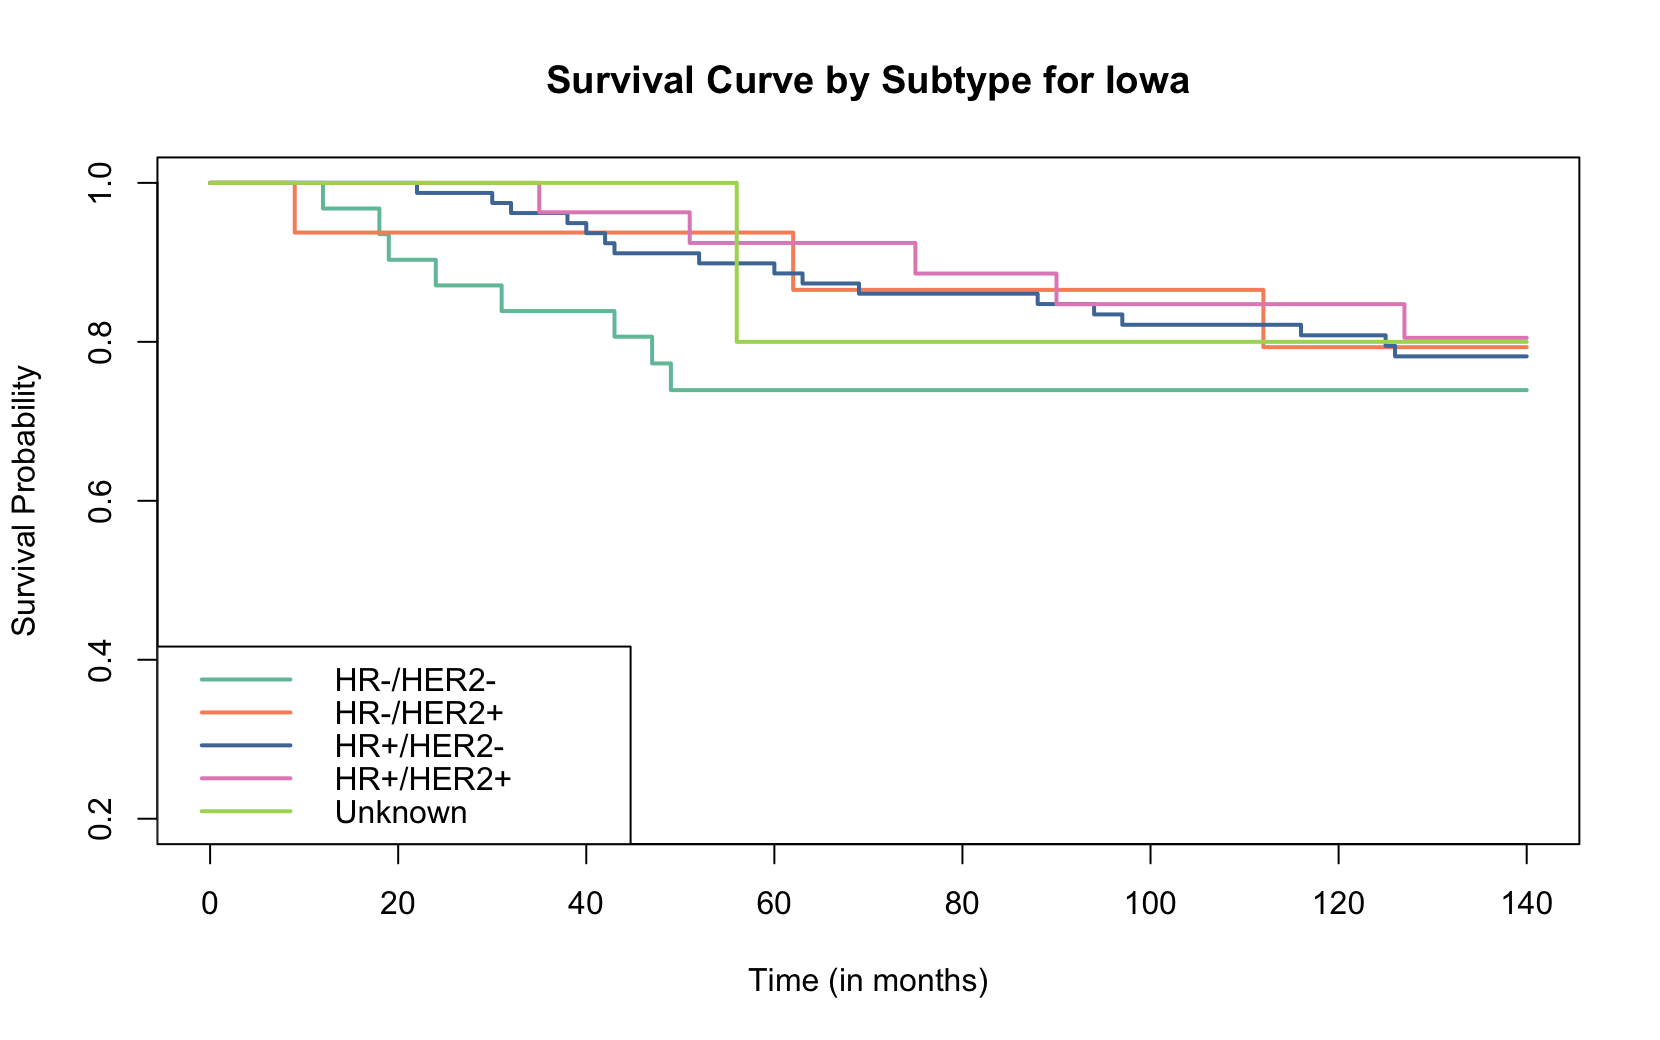 Survival Curve by Subtype for Iowa
Survival Probability
1.0
0.8
0.6
0.4
0.2
HR-/HER2-
HR-/HER2+
HR+/HER2-
HR+/HER2+
Unknown
0 20 40 60 80 100 120 140
Time (in months)